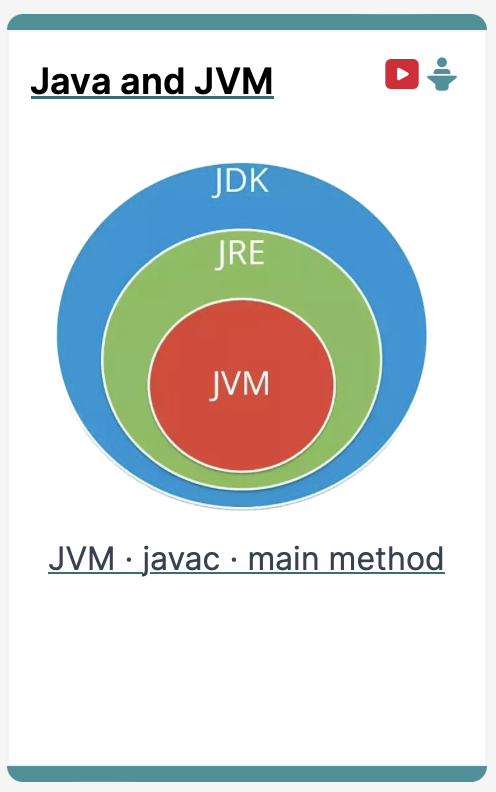 Java and JVM
JDK
JRE
JVM
JVM · javac · main method